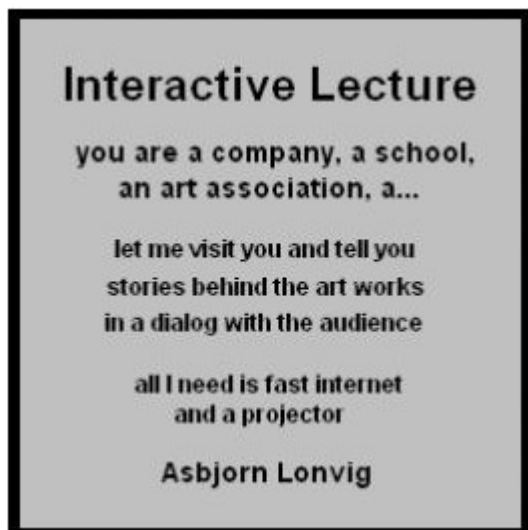 Interactive Lecture
you are a company, a school,
an art association, a...
let me visit you and tell you
stories behind the art works
in a dialog with the audience
all I need is fast internet
and a projector
Asbjorn Lonvig